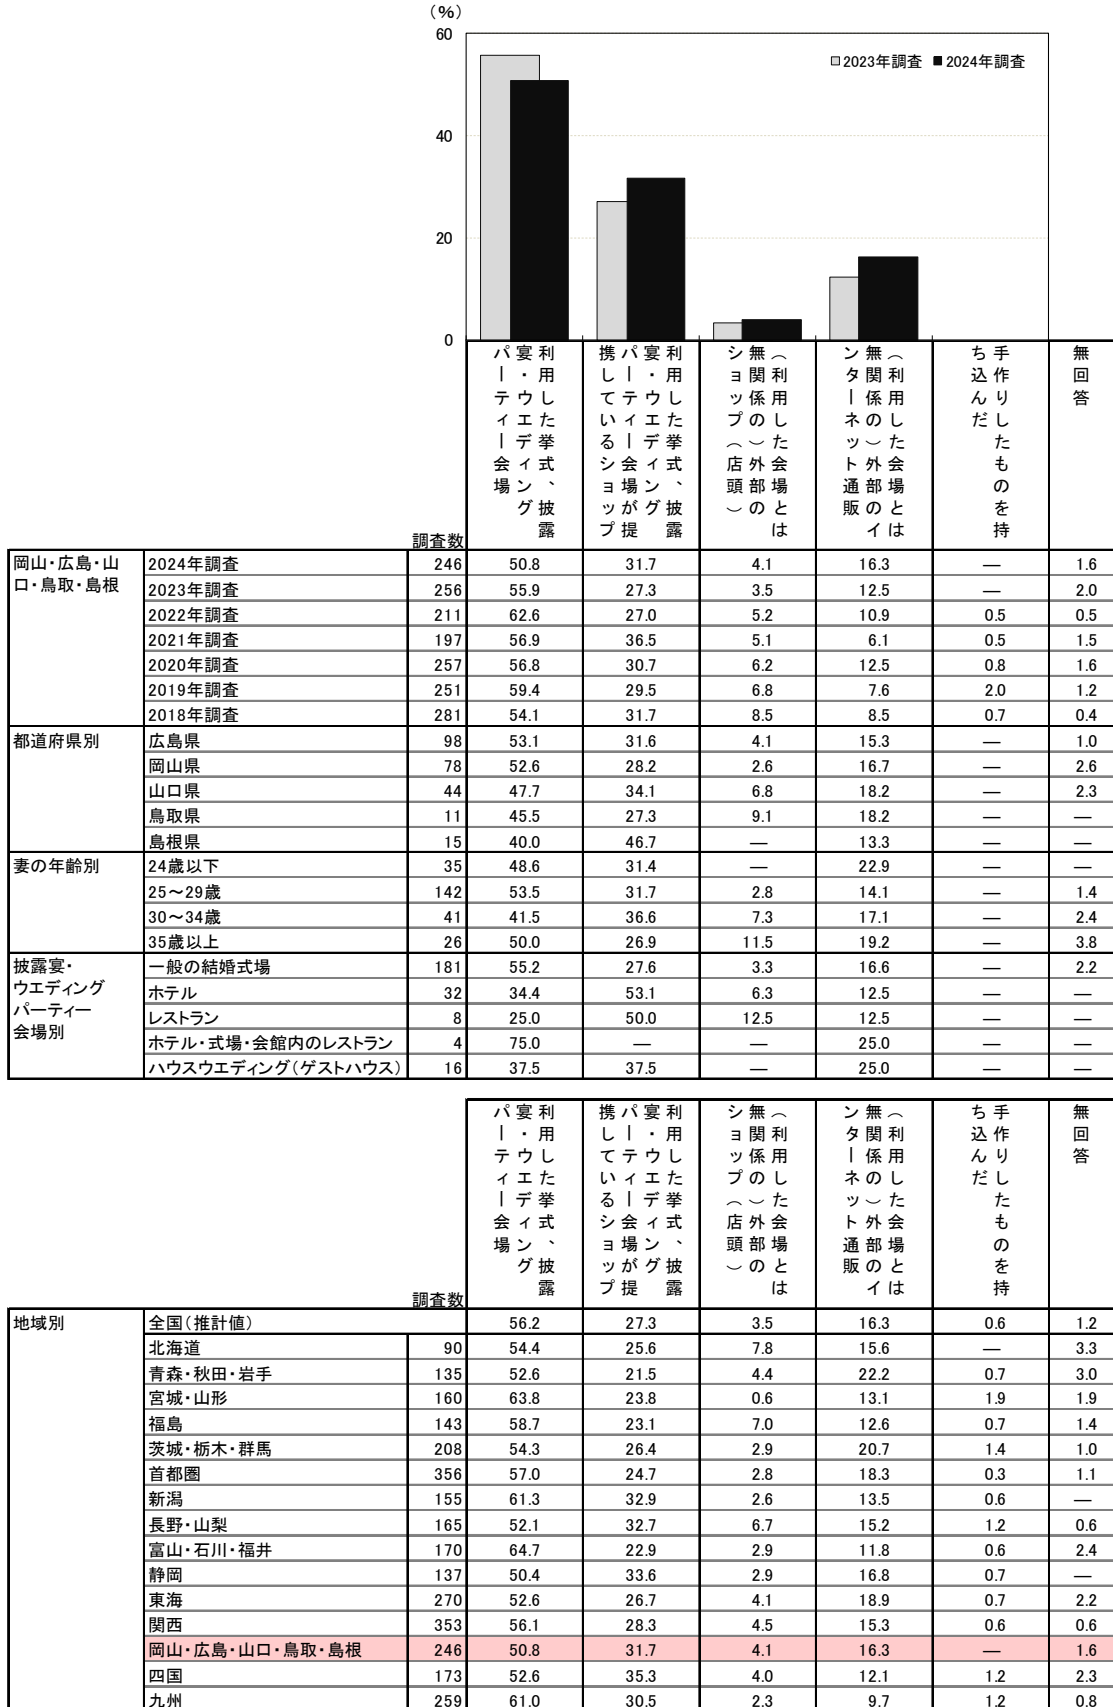 (%)
60
40
20
0
□2023年調査 ■2024年調査
利用した挙式、披露
宴・ウエディング
パーティー会場
利用した挙式、披露
宴・ウエディング
パーティー会場が提
携しているショップ
（利用した会場とは
無関係の）外部の
ショップ（店頭）
（利用した会場とは
無関係の）外部のイ
ンターネット通販
手作りしたものを持
ち込んだ
無回答
調査数
岡山・広島・山
口・鳥取・島根
2024年調査 246 50.8 31.7 4.1 16.3 — 1.6
2023年調査 256 55.9 27.3 3.5 12.5 — 2.0
2022年調査 211 62.6 27.0 5.2 10.9 0.5 0.5
2021年調査 197 56.9 36.5 5.1 6.1 0.5 1.5
2020年調査 257 56.8 30.7 6.2 12.5 0.8 1.6
2019年調査 251 59.4 29.5 6.8 7.6 2.0 1.2
2018年調査 281 54.1 31.7 8.5 8.5 0.7 0.4
都道府県別
広島県 98 53.1 31.6 4.1 15.3 — 1.0
岡山県 78 52.6 28.2 2.6 16.7 — 2.6
山口県 44 47.7 34.1 6.8 18.2 — 2.3
鳥取県 11 45.5 27.3 9.1 18.2 — —
島根県 15 40.0 46.7 — 13.3 — —
妻の年齢別
24歳以下 35 48.6 31.4 — 22.9 — —
25～29歳 142 53.5 31.7 2.8 14.1 — 1.4
30～34歳 41 41.5 36.6 7.3 17.1 — 2.4
35歳以上 26 50.0 26.9 11.5 19.2 — 3.8
披露宴・
ウエディング
パーティー
会場別
一般の結婚式場 181 55.2 27.6 3.3 16.6 — 2.2
ホテル 32 34.4 53.1 6.3 12.5 — —
レストラン 8 25.0 50.0 12.5 12.5 — —
ホテル・式場・会館内のレストラン 4 75.0 — — 25.0 — —
ハウスウエディング(ゲストハウス) 16 37.5 37.5 — 25.0 — —
利用した挙式、披露
宴・ウエディング
パーティー会場
利用した挙式、披露
宴・ウエディング
パーティー会場が提
携しているショップ
（利用した会場とは
無関係の）外部の
ショップ（店頭）
（利用した会場とは
無関係の）外部のイ
ンターネット通販
手作りしたものを持
ち込んだ
無回答
調査数
地域別
全国(推計値) 56.2 27.3 3.5 16.3 0.6 1.2
北海道 90 54.4 25.6 7.8 15.6 — 3.3
青森・秋田・岩手 135 52.6 21.5 4.4 22.2 0.7 3.0
宮城・山形 160 63.8 23.8 0.6 13.1 1.9 1.9
福島 143 58.7 23.1 7.0 12.6 0.7 1.4
茨城・栃木・群馬 208 54.3 26.4 2.9 20.7 1.4 1.0
首都圏 356 57.0 24.7 2.8 18.3 0.3 1.1
新潟 155 61.3 32.9 2.6 13.5 0.6 —
長野・山梨 165 52.1 32.7 6.7 15.2 1.2 0.6
富山・石川・福井 170 64.7 22.9 2.9 11.8 0.6 2.4
静岡 137 50.4 33.6 2.9 16.8 0.7 —
東海 270 52.6 26.7 4.1 18.9 0.7 2.2
関西 353 56.1 28.3 4.5 15.3 0.6 0.6
岡山・広島・山口・鳥取・島根 246 50.8 31.7 4.1 16.3 — 1.6
四国 173 52.6 35.3 4.0 12.1 1.2 2.3
九州 259 61.0 30.5 2.3 9.7 1.2 0.8